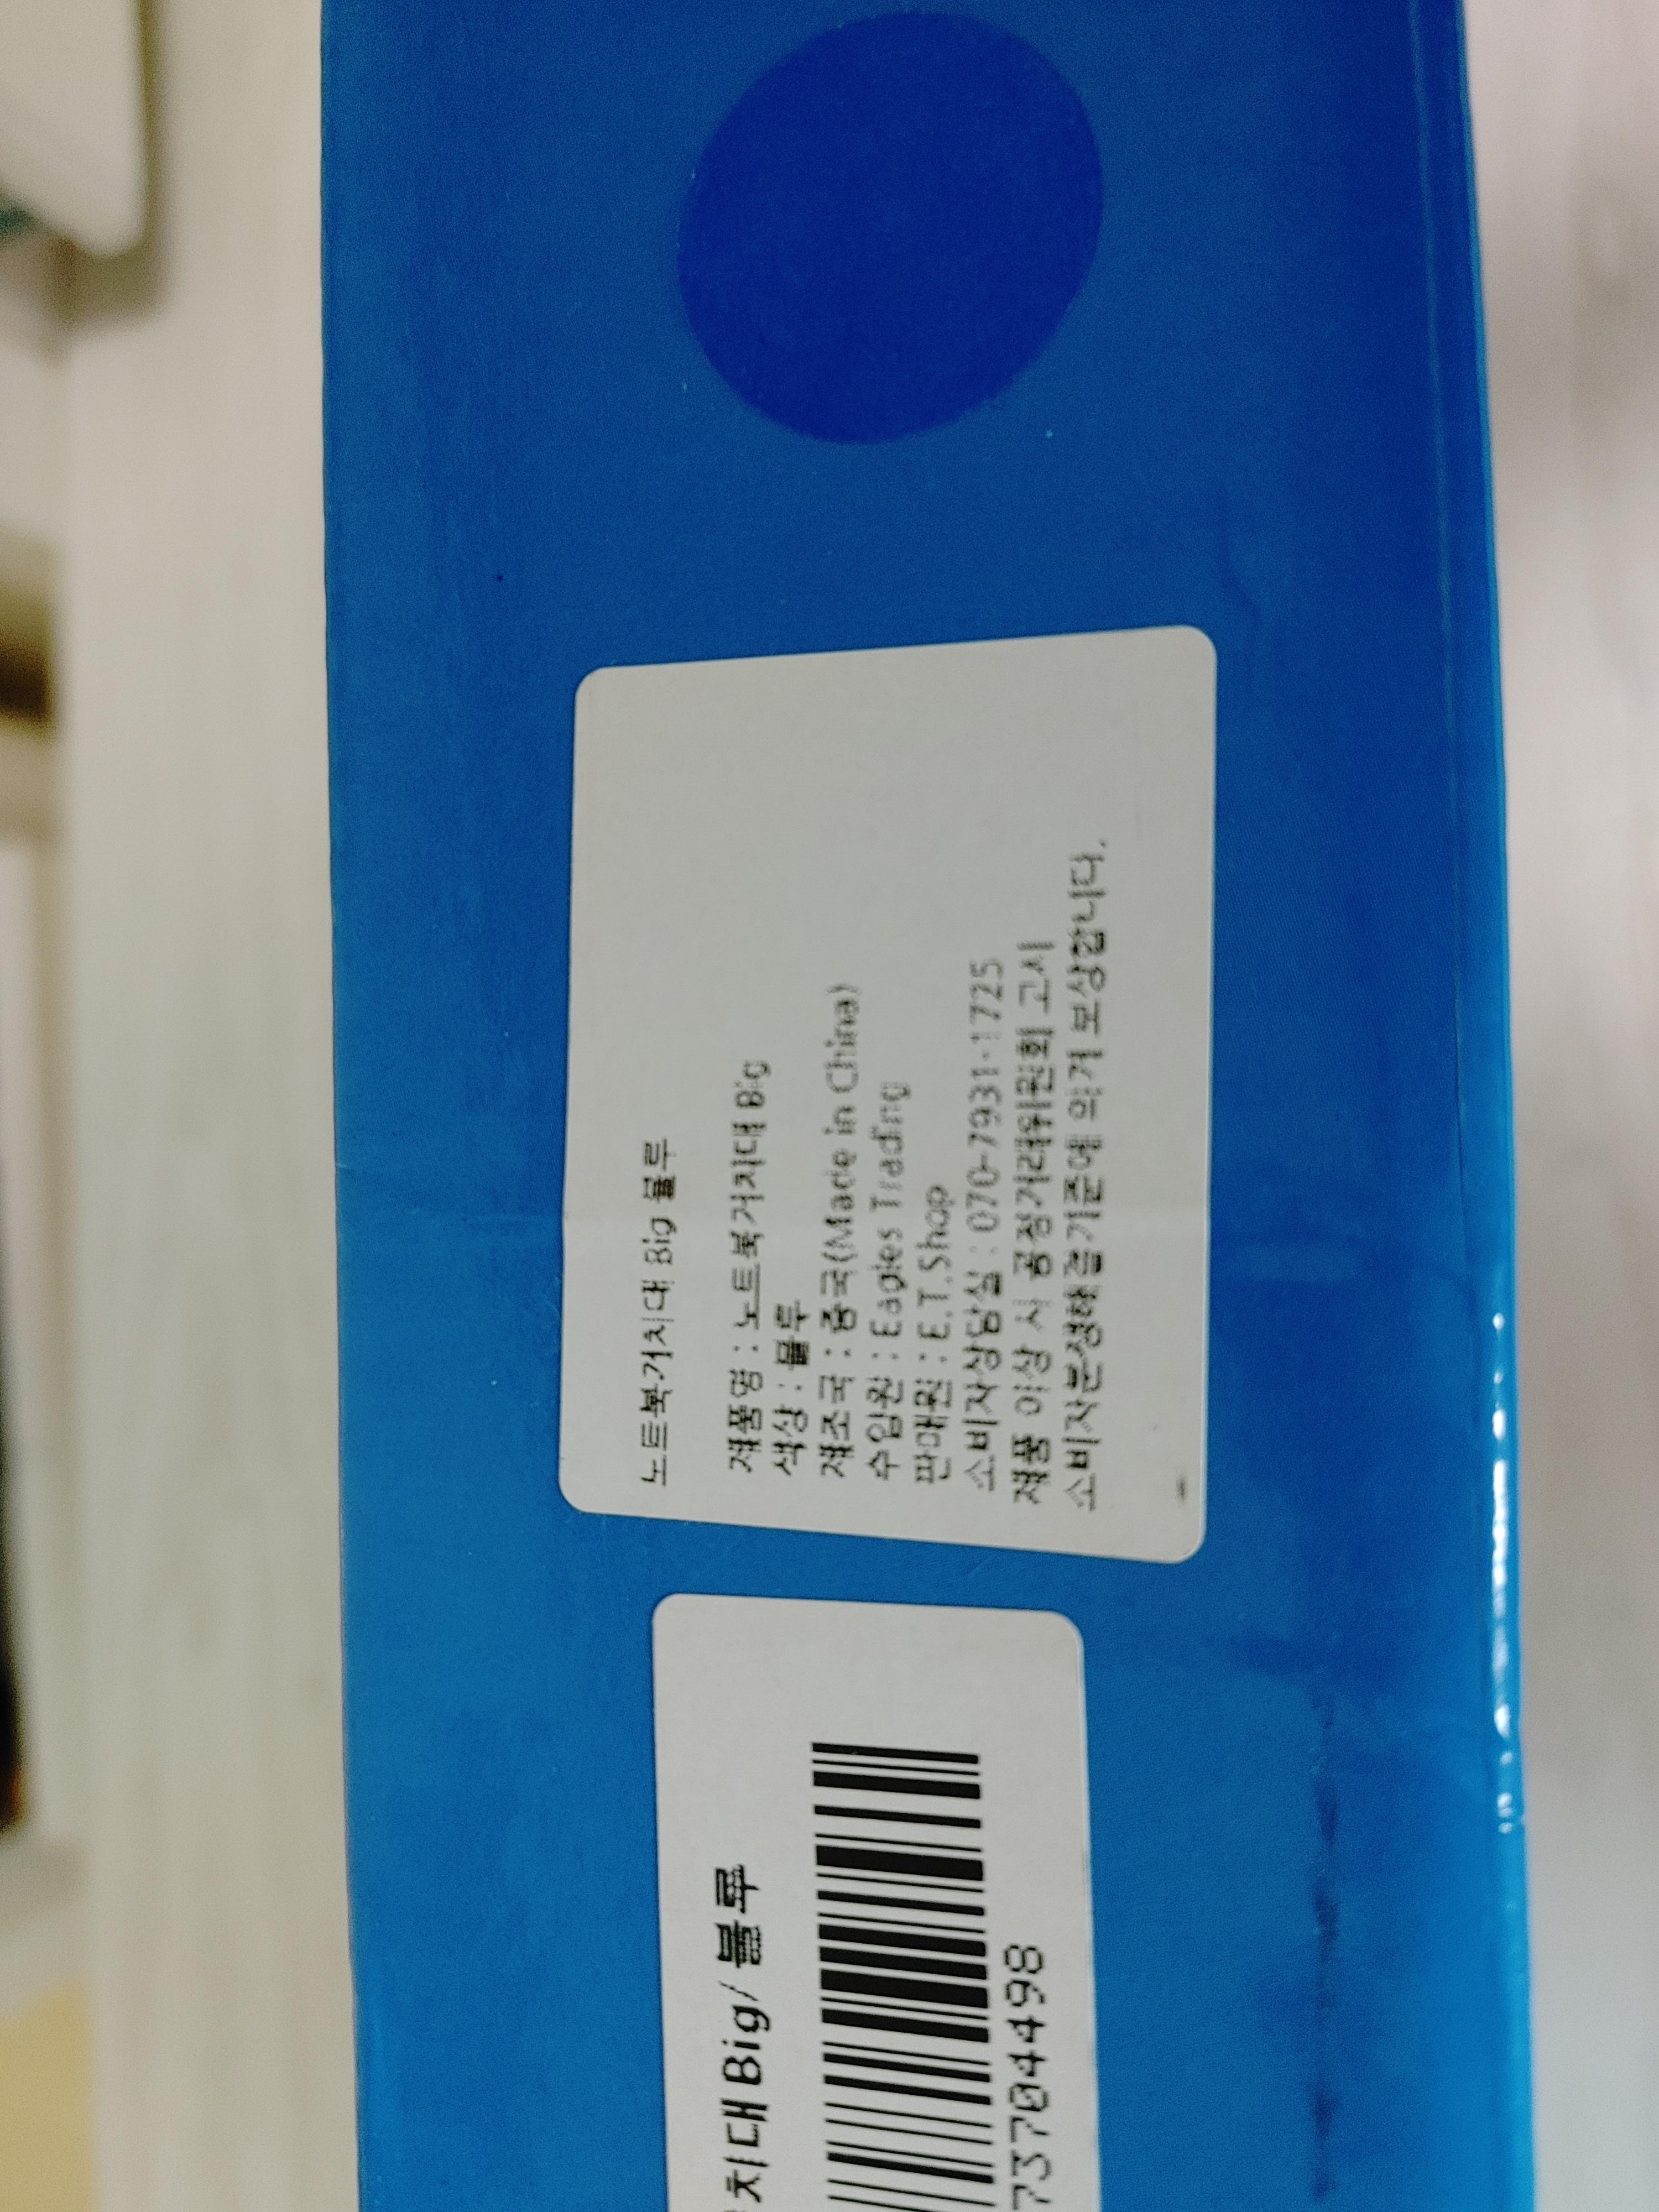 노트북거치대 Big 블루
제품명 : 노트북거치대 Big
색상 : 블루
제조국 : 중국(Made in China)
수입원 : Eagles Trading
판매원 : E.T.Shop
소비자상담실 : 070-7931-1725
제품 이상 시 공정거래위원회 고시
소비자분쟁해결기준에 의거 보상합니다.
치대 Big/ 블루
73704498